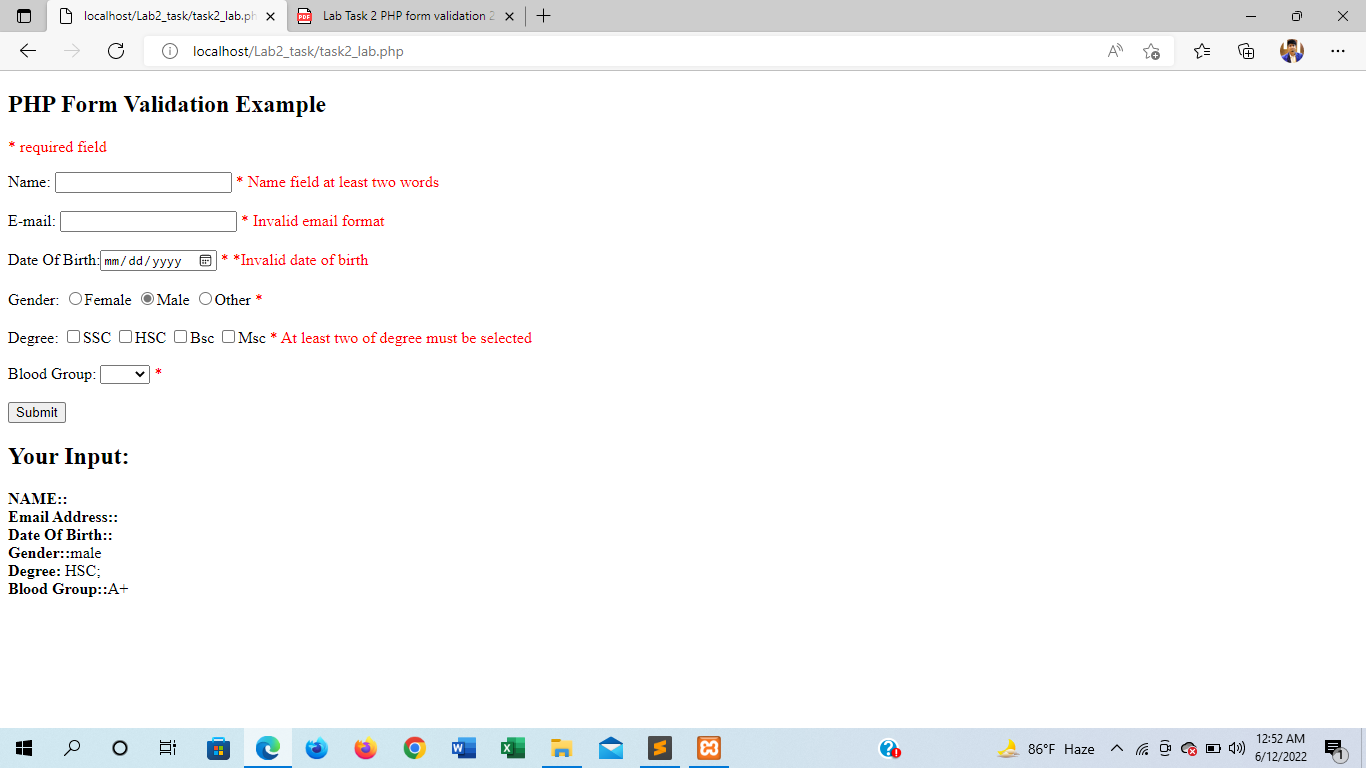 localhost/Lab2_task/task2_lab.ph
Lab Task 2 PHP form validation 2
localhost/Lab2_task/task2_lab.php
PHP Form Validation Example
* required field
Name: * Name field at least two words
E-mail: * Invalid email format
Date Of Birth: mm/dd/yyyy * *Invalid date of birth
Gender: Female Male Other *
Degree: SSC HSC Bsc Msc * At least two of degree must be selected
Blood Group: *
Submit
Your Input:
NAME::
Email Address::
Date Of Birth::
Gender::male
Degree: HSC;
Blood Group::A+
86°F Haze
12:52 AM
6/12/2022
1